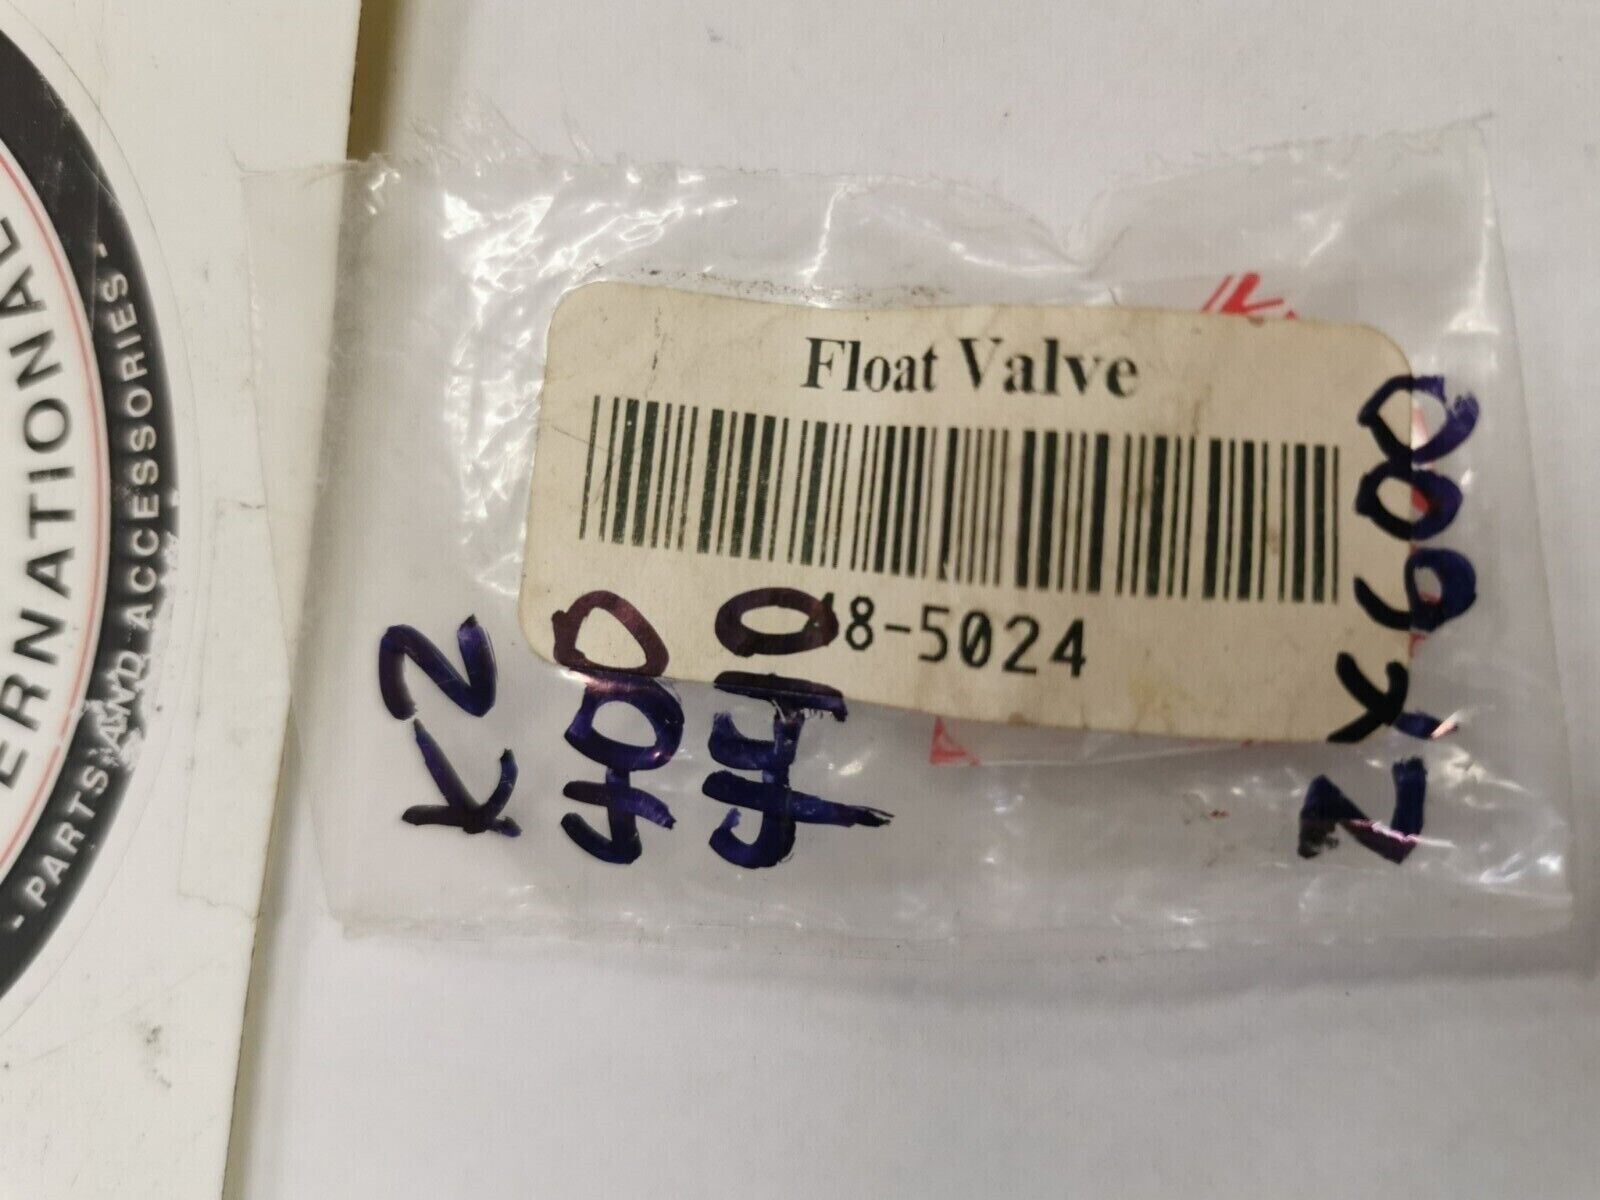 Float Valve
8-5024
KZ
400
440
ZX600
ERNATIONAL
- PARTS AND ACCESSORIES -